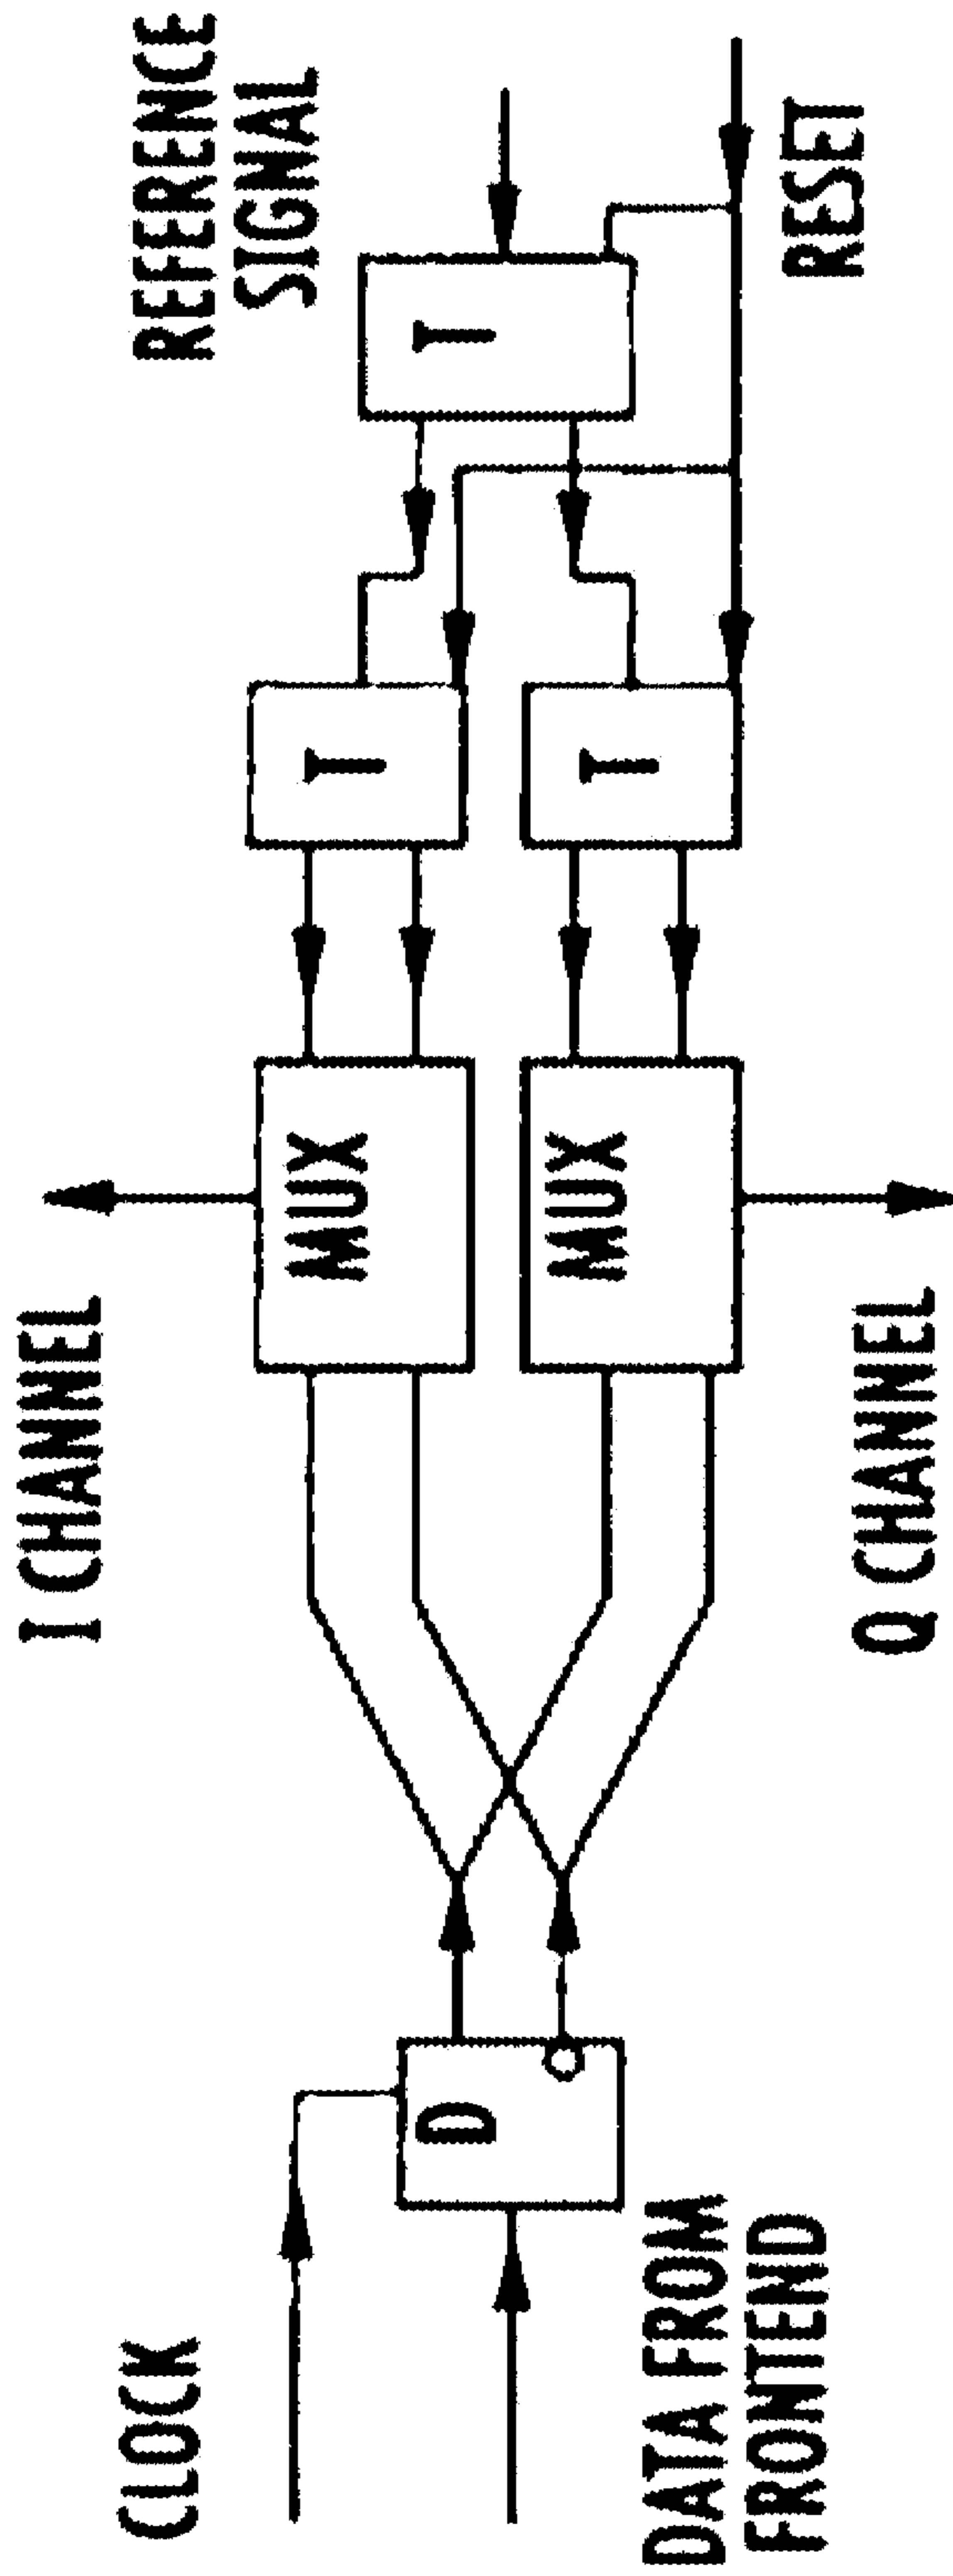 I CHANNEL
CLOCK
D
MUX
T
T
REFERENCE
SIGNAL
MUX
T
DATA FROM
FRONTEND
Q CHANNEL
RESET